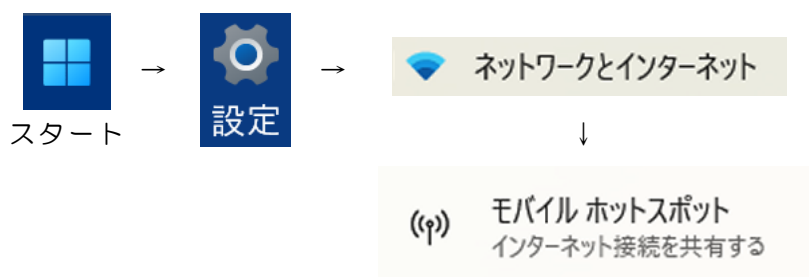 スタート
→
設定
→
ネットワークとインターネット
↓
モバイル ホットスポット
インターネット接続を共有する